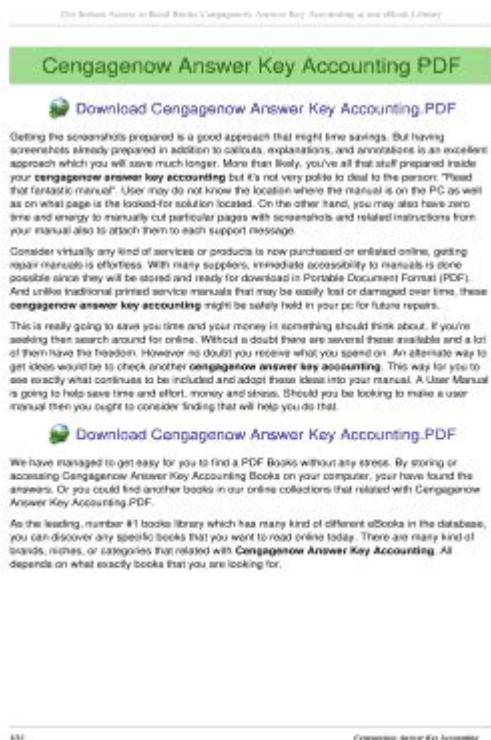 Get Instant Access to Read Books Cengagenow Answer Key Accounting at our eBook Library
Cengagenow Answer Key Accounting PDF
Download Cengagenow Answer Key Accounting.PDF
Getting the screenshots prepared is a good approach that might time savings. But having
screenshots already prepared in addition to callouts, explanations, and annotations is an excellent
approach which you will save much longer. More than likely, you've all that stuff prepared inside
your cengagenow answer key accounting but it's not very polite to deal to the person: "Read
that fantastic manual". User may do not know the location where the manual is on the PC as well
as on what page is the looked-for solution located. On the other hand, you may also have zero
time and energy to manually cut particular pages with screenshots and related instructions from
your manual also to attach them to each support message.
Consider virtually any kind of services or products is now purchased or enlisted online, getting
repair manuals is effortless. With many suppliers, immediate accessibility to manuals is done
possible since they will be stored and ready for download in Portable Document Format (PDF).
And unlike traditional printed service manuals that may be easily lost or damaged over time, these
cengagenow answer key accounting might be safely held in your pc for future repairs.
This is really going to save you time and your money in something should think about. If you're
seeking then search around for online. Without a doubt there are several these available and a lot
of them have the freedom. However no doubt you receive what you spend on. An alternate way to
get ideas would be to check another cengagenow answer key accounting. This way for you to
see exactly what continues to be included and adopt these ideas into your manual. A User Manual
is going to help save time and effort, money and stress. Should you be looking to make a user
manual then you ought to consider finding that will help you do that.
Download Cengagenow Answer Key Accounting.PDF
We have managed to get easy for you to find a PDF Books without any stress. By storing or
accessing Cengagenow Answer Key Accounting Books on your computer, your have found the
answers. Or you could find another books in our online collections that related with Cengagenow
Answer Key Accounting.PDF.
As the leading, number #1 books library which has many kind of different eBooks in the database,
you can discover any specific books that you want to read online today. There are many kind of
brands, niches, or categories that related with Cengagenow Answer Key Accounting. All
depends on what exactly books that you are looking for.
Cengagenow Answer Key Accounting